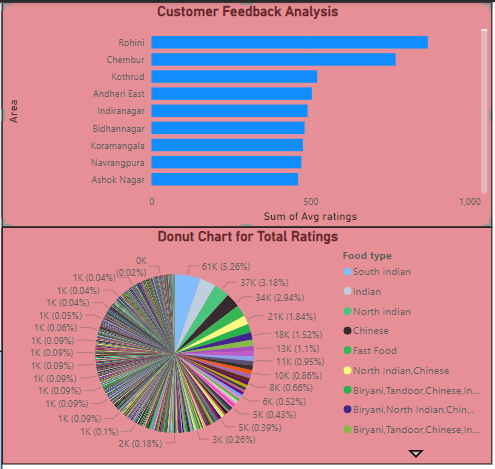 Customer Feedback Analysis
Rohini
Chembur
Kothrud
Andheri East
Indiranagar
Bidhannagar
Koramangala
Navrangpura
Ashok Nagar
Area
0 500 1,000
Sum of Avg ratings
Donut Chart for Total Ratings
0K
61K (5.26%)
37K (3.18%)
34K (2.94%)
21K (1.84%)
18K (1.52%)
13K (1.1%)
11K (0.95%)
10K (0.86%)
8K (0.66%)
6K (0.52%)
5K (0.43%)
5K (0.39%)
3K (0.26%)
2K (0.18%)
1K (0.1%)
1K (0.09%)
1K (0.09%)
1K (0.09%)
1K (0.09%)
1K (0.09%)
1K (0.09%)
1K (0.06%)
1K (0.05%)
1K (0.04%)
1K (0.04%)
1K (0.04%)
(0.02%)
Food type
South Indian
Indian
North Indian
Chinese
Fast Food
North Indian,Chinese
Biryani,Tandoor,Chinese,In...
Biryani,North Indian,Chin...
Biryani,Tandoor,Chinese,In...